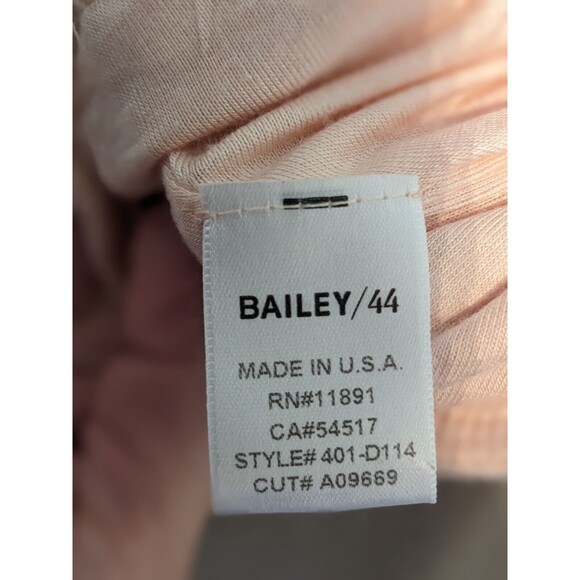 BAILEY/44
MADE IN U.S.A.
RN#11891
CA#54517
STYLE# 401-D114
CUT# A09669